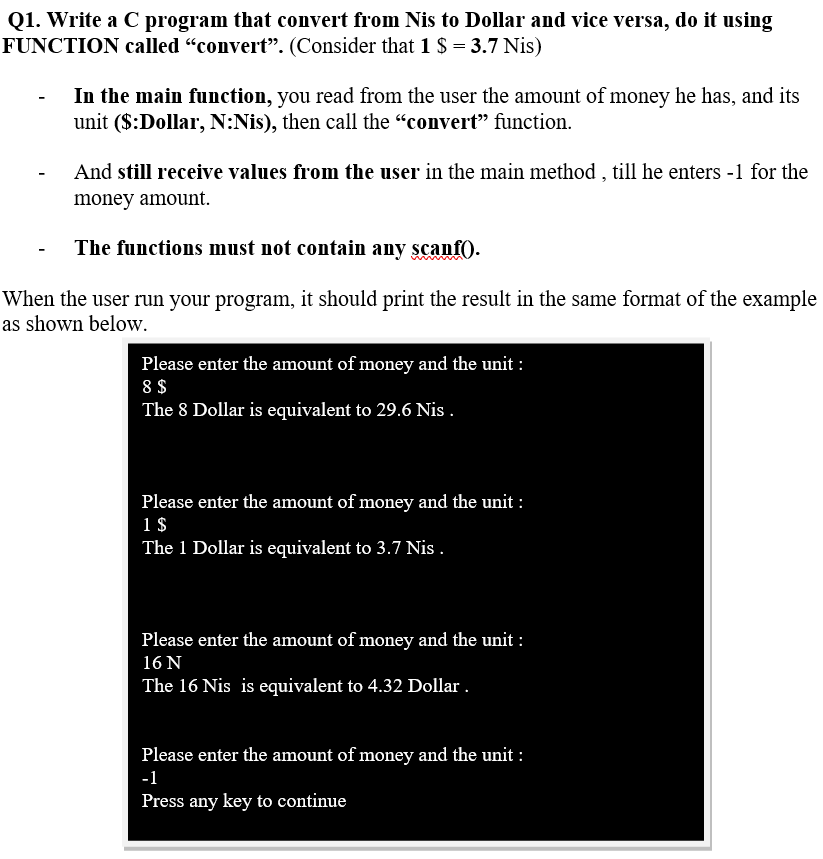 Q1. Write a C program that convert from Nis to Dollar and vice versa, do it using
FUNCTION called “convert”. (Consider that 1 $ = 3.7 Nis)
- In the main function, you read from the user the amount of money he has, and its
unit ($:Dollar, N:Nis), then call the “convert” function.
- And still receive values from the user in the main method , till he enters -1 for the
money amount.
- The functions must not contain any scanf().
When the user run your program, it should print the result in the same format of the example
as shown below.
Please enter the amount of money and the unit :
8 $
The 8 Dollar is equivalent to 29.6 Nis .
Please enter the amount of money and the unit :
1 $
The 1 Dollar is equivalent to 3.7 Nis .
Please enter the amount of money and the unit :
16 N
The 16 Nis  is equivalent to 4.32 Dollar .
Please enter the amount of money and the unit :
-1
Press any key to continue